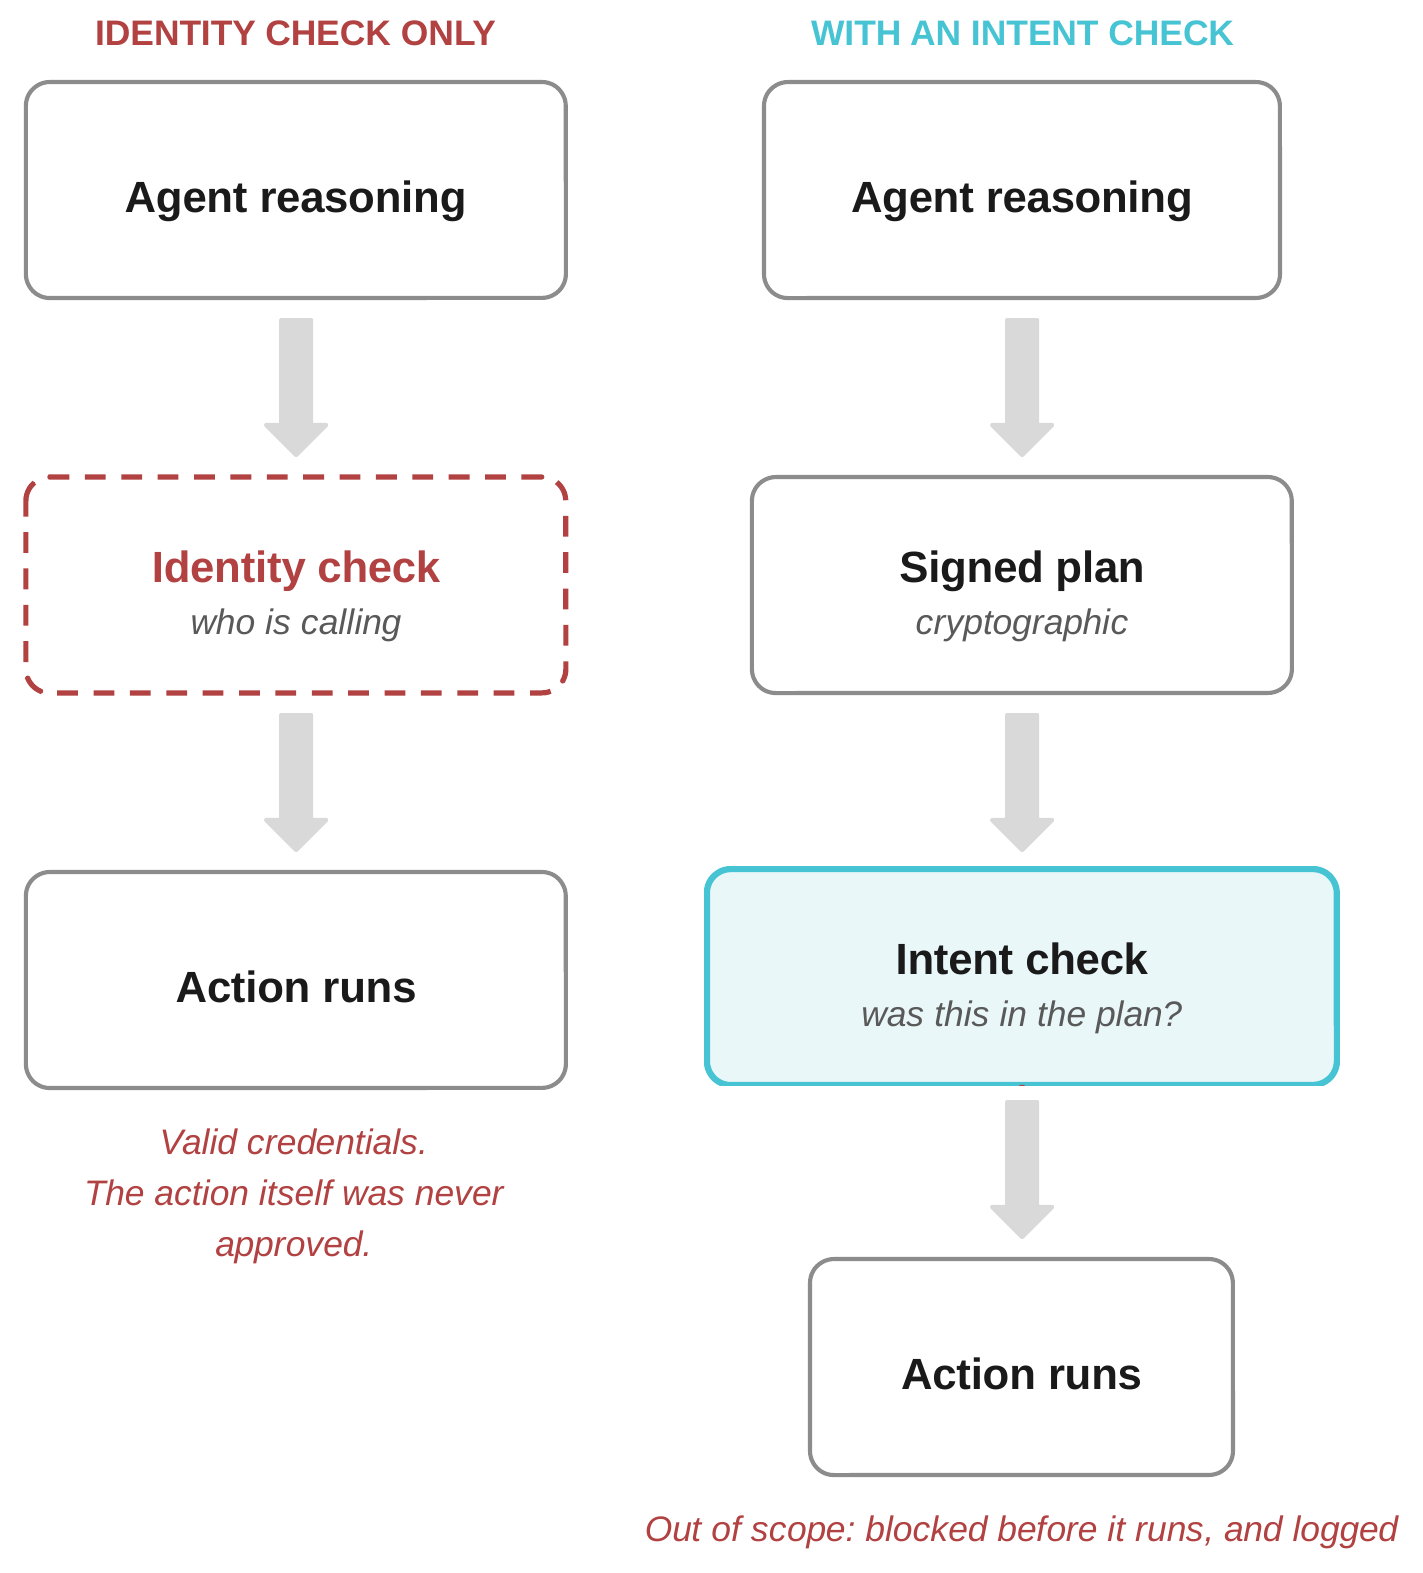 IDENTITY CHECK ONLY
Agent reasoning
Identity check
who is calling
Action runs
Valid credentials.
The action itself was never
approved.
WITH AN INTENT CHECK
Agent reasoning
Signed plan
cryptographic
Intent check
was this in the plan?
Action runs
Out of scope: blocked before it runs, and logged